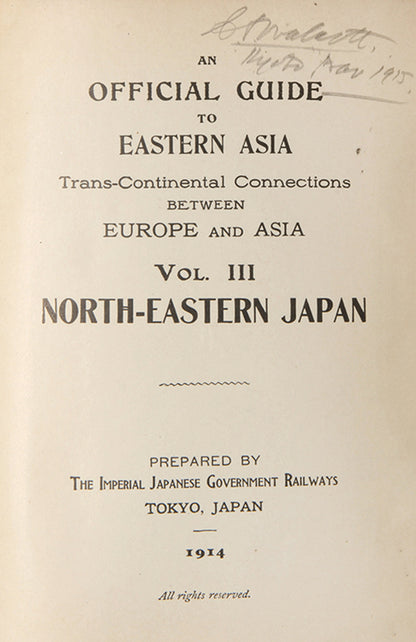 Kyoto 1915.
AN
OFFICIAL GUIDE
TO
EASTERN ASIA
Trans-Continental Connections
BETWEEN
EUROPE AND ASIA
VOL. III
NORTH-EASTERN JAPAN
PREPARED BY
THE IMPERIAL JAPANESE GOVERNMENT RAILWAYS
TOKYO, JAPAN
1914
All rights reserved.